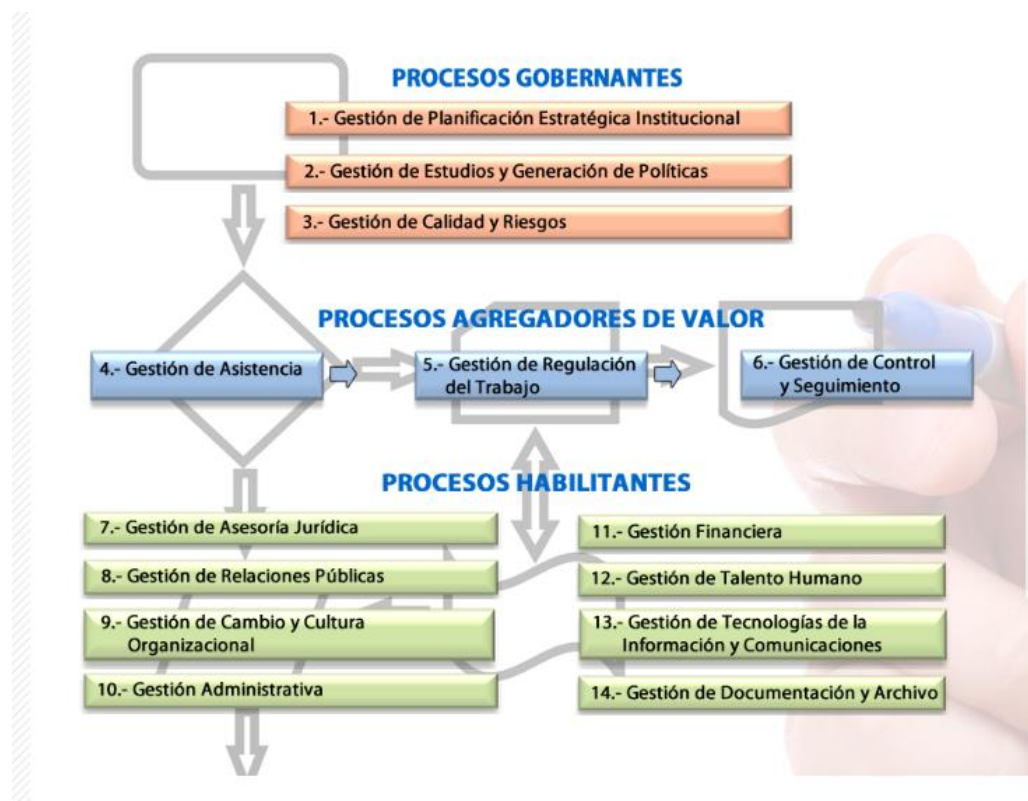 PROCESOS GOBERNANTES
1.- Gestión de Planificación Estratégica Institucional
2.- Gestión de Estudios y Generación de Políticas
3.- Gestión de Calidad y Riesgos
PROCESOS AGREGADORES DE VALOR
4.- Gestión de Asistencia
5.- Gestión de Regulación
del Trabajo
6.- Gestión de Control
y Seguimiento
PROCESOS HABILITANTES
7.- Gestión de Asesoría Jurídica
8.- Gestión de Relaciones Públicas
9.- Gestión de Cambio y Cultura
Organizacional
10.- Gestión Administrativa
11.- Gestión Financiera
12.- Gestión de Talento Humano
13.- Gestión de Tecnologías de la
Información y Comunicaciones
14.- Gestión de Documentación y Archivo